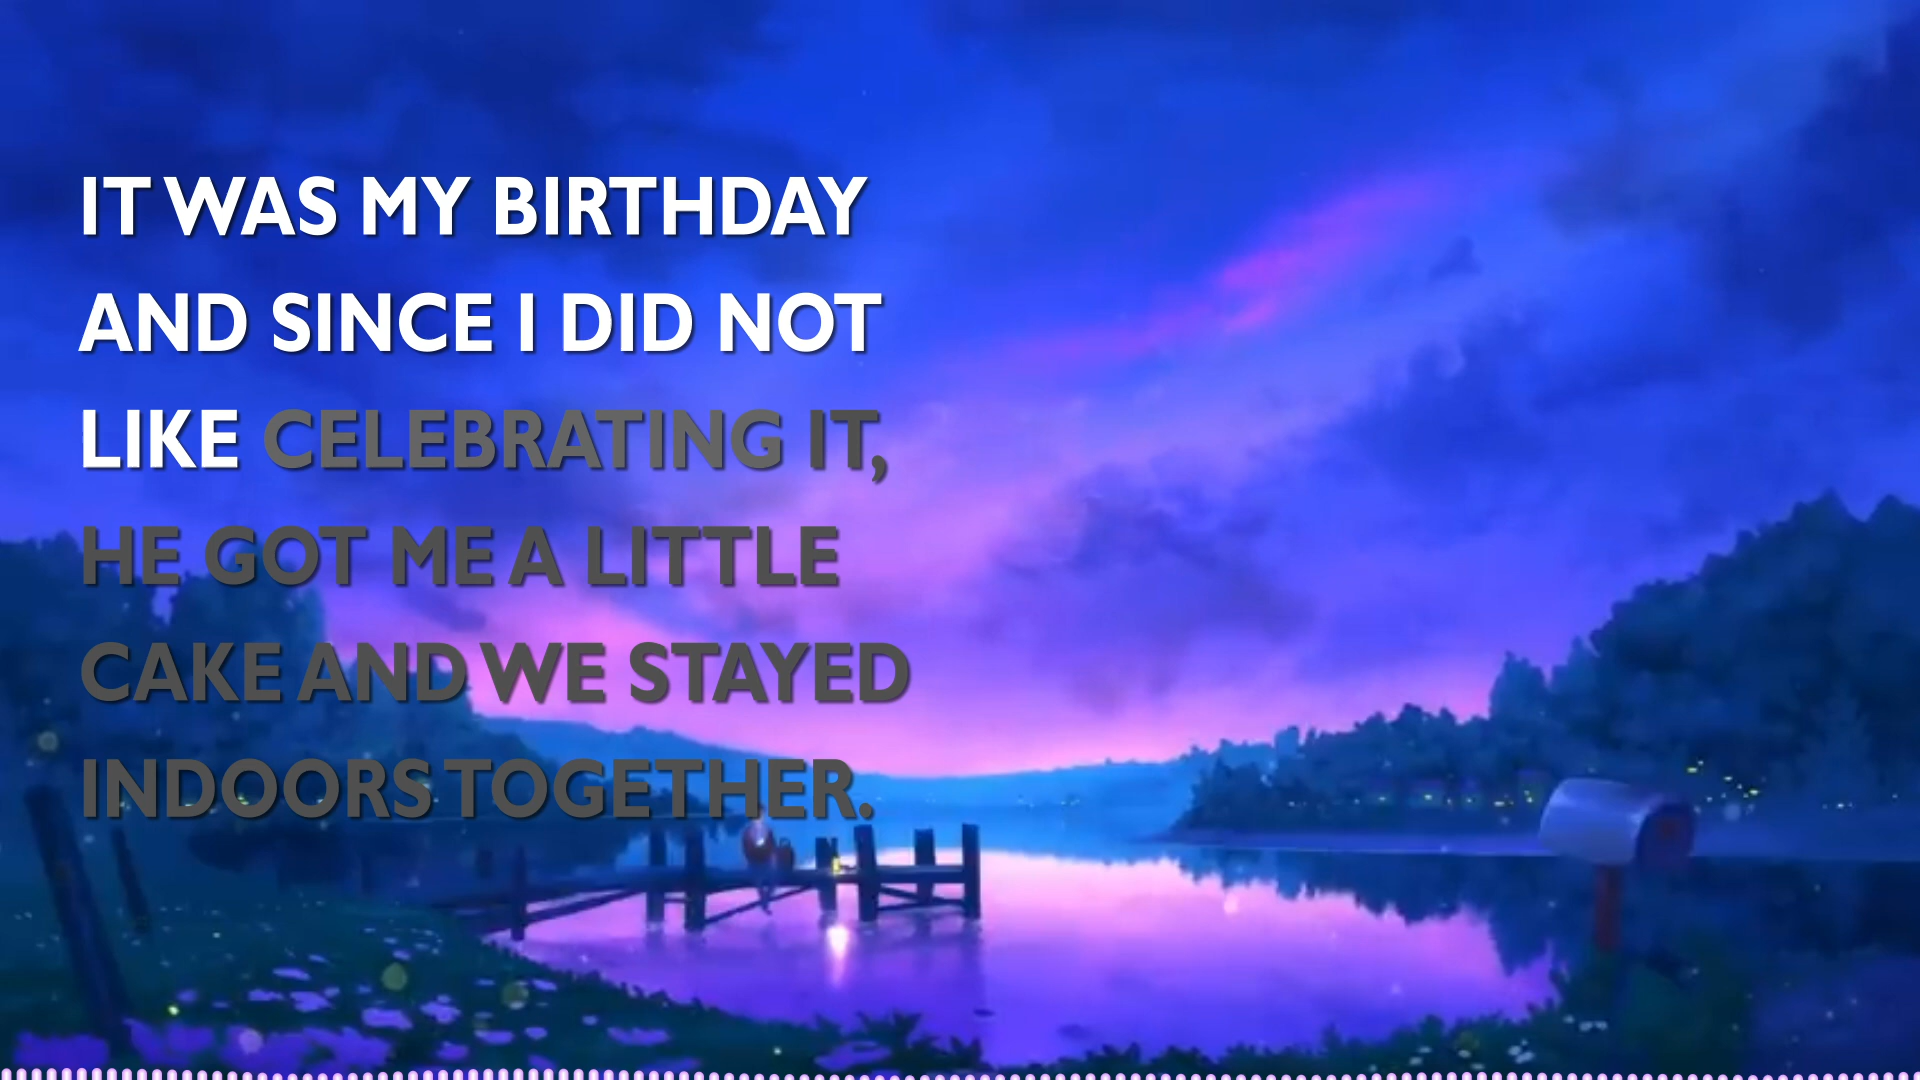 IT WAS MY BIRTHDAY
AND SINCE I DID NOT
LIKE CELEBRATING IT,
HE GOT ME A LITTLE
CAKE AND WE STAYED
INDOORS TOGETHER.